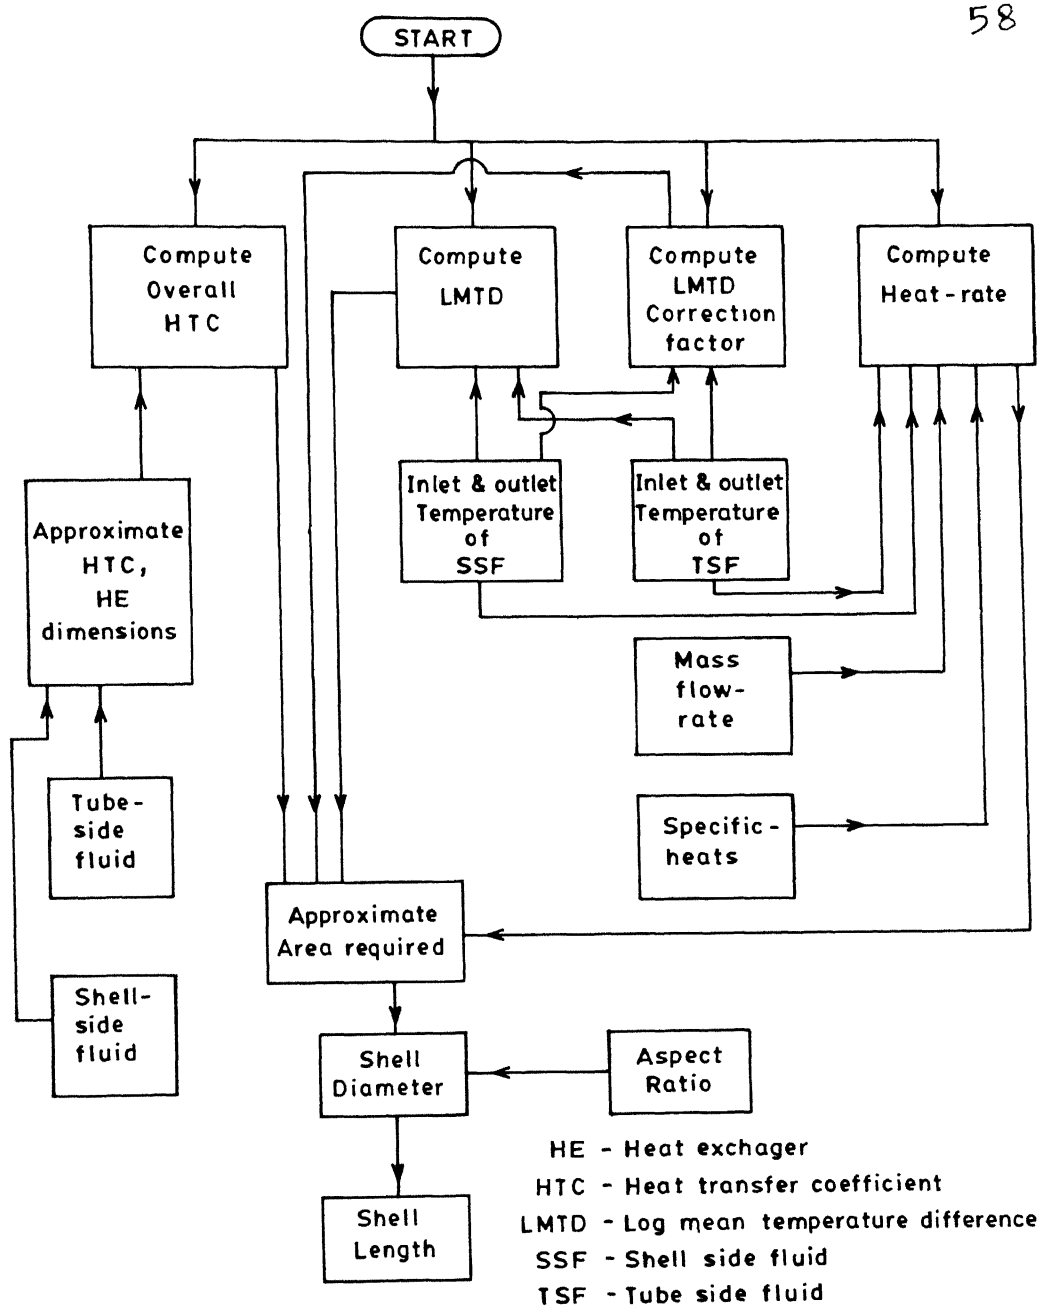 58
START
Compute
Overall
HTC
Compute
LMTD
Compute
LMTD
Correction
factor
Compute
Heat-rate
Approximate
HTC,
HE
dimensions
Inlet & outlet
Temperature
of
SSF
Inlet & outlet
Temperature
of
TSF
Mass
flow-
rate
Tube-
side
fluid
Specific-
heats
Approximate
Area required
Shell-
side
fluid
Shell
Diameter
Aspect
Ratio
Shell
Length
HE - Heat exchager
HTC - Heat transfer coefficient
LMTD - Log mean temperature difference
SSF - Shell side fluid
TSF - Tube side fluid